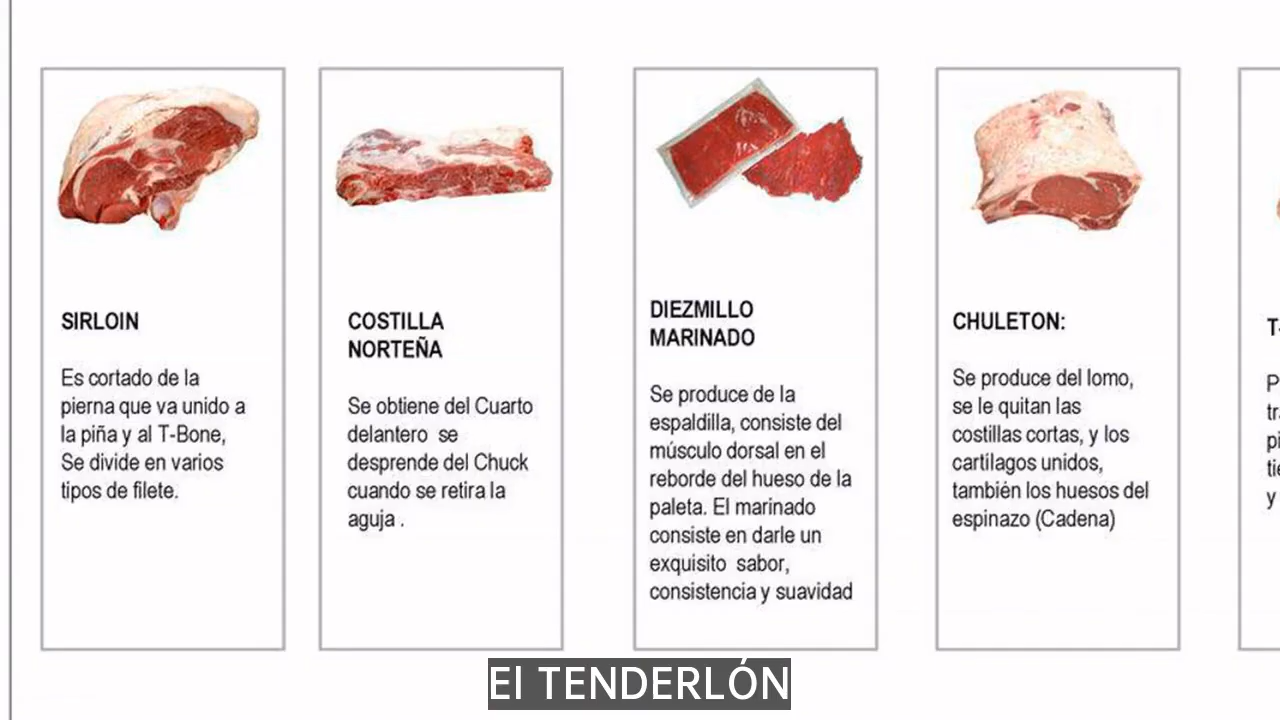 SIRLOIN
Es cortado de la
pierna que va unido a
la piña y al T-Bone,
Se divide en varios
tipos de filete.
COSTILLA
NORTEÑA
Se obtiene del Cuarto
delantero se
desprende del Chuck
cuando se retira la
aguja .
DIEZMILLO
MARINADO
Se produce de la
espaldilla, consiste del
músculo dorsal en el
reborde del hueso de la
paleta. El marinado
consiste en darle un
exquisito sabor,
consistencia y suavidad
CHULETON:
Se produce del lomo,
se le quitan las
costillas cortas, y los
cartílagos unidos,
también los huesos del
espinazo (Cadena)
y
El TENDERLÓN